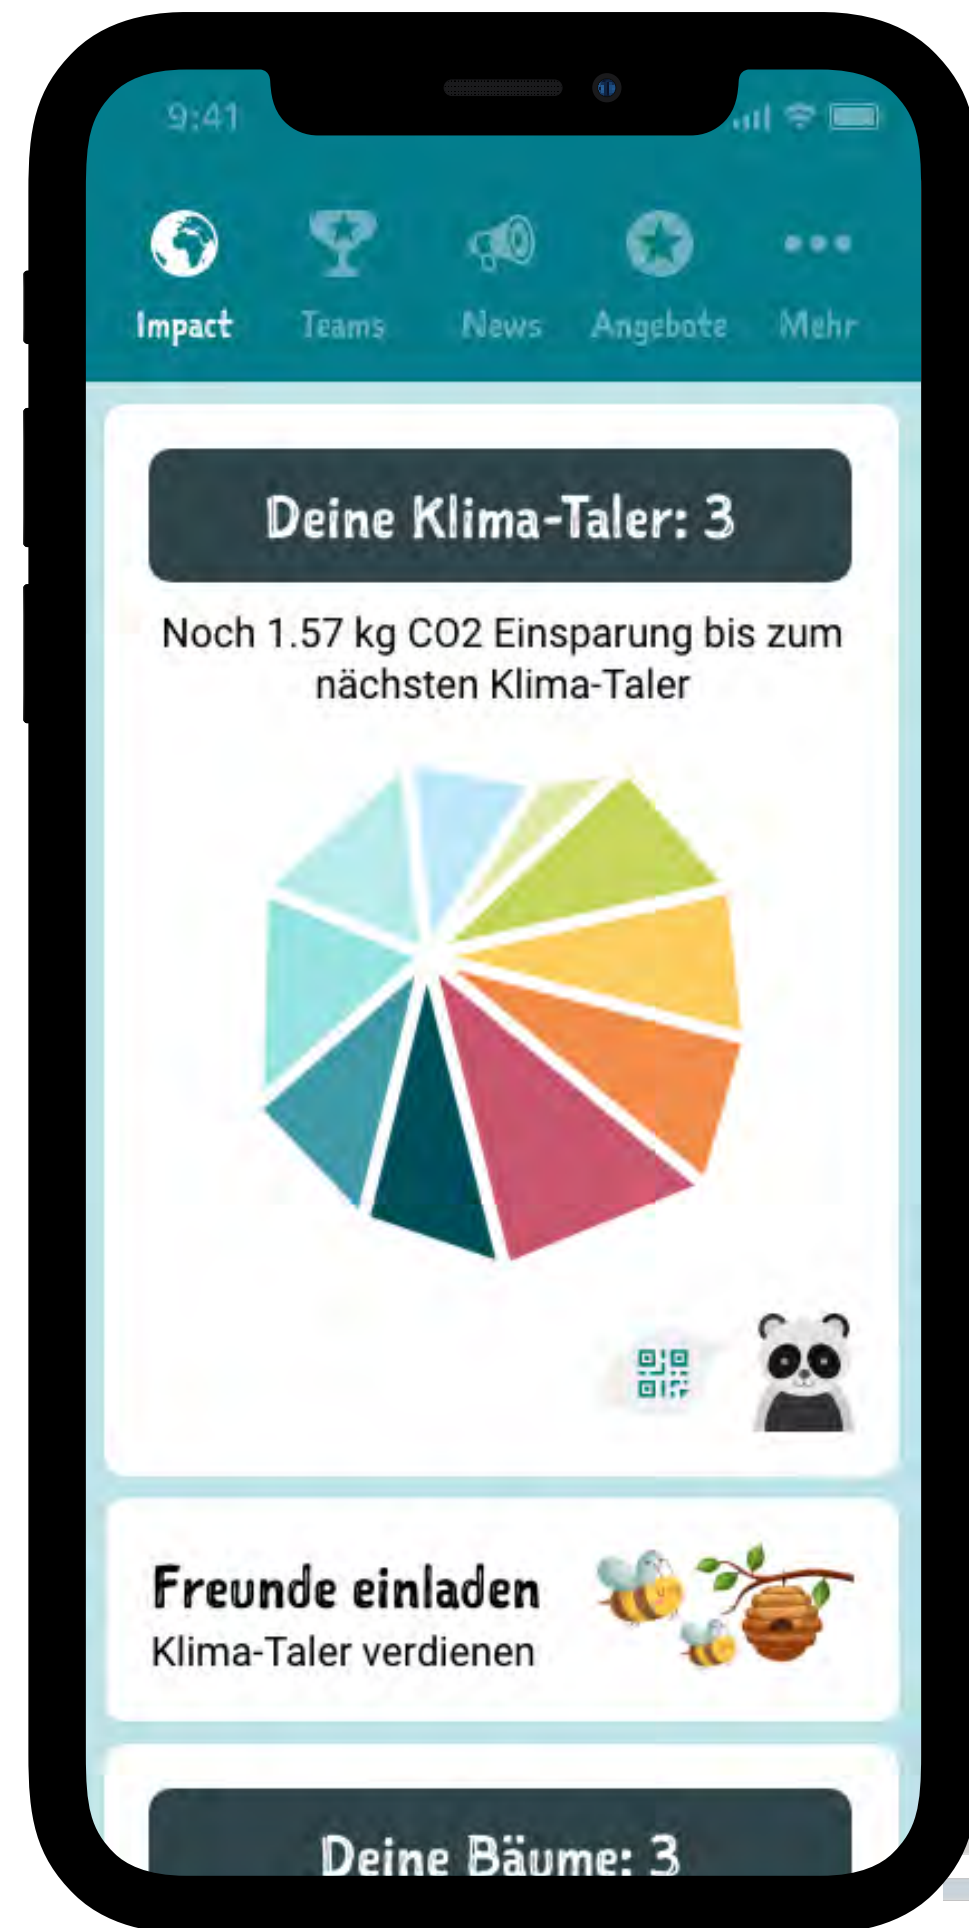 9:41
Impact Teams News Angebote Mehr
Deine Klima-Taler: 3
Noch 1.57 kg CO2 Einsparung bis zum
nächsten Klima-Taler
Freunde einladen
Klima-Taler verdienen
Deine Bäume: 3